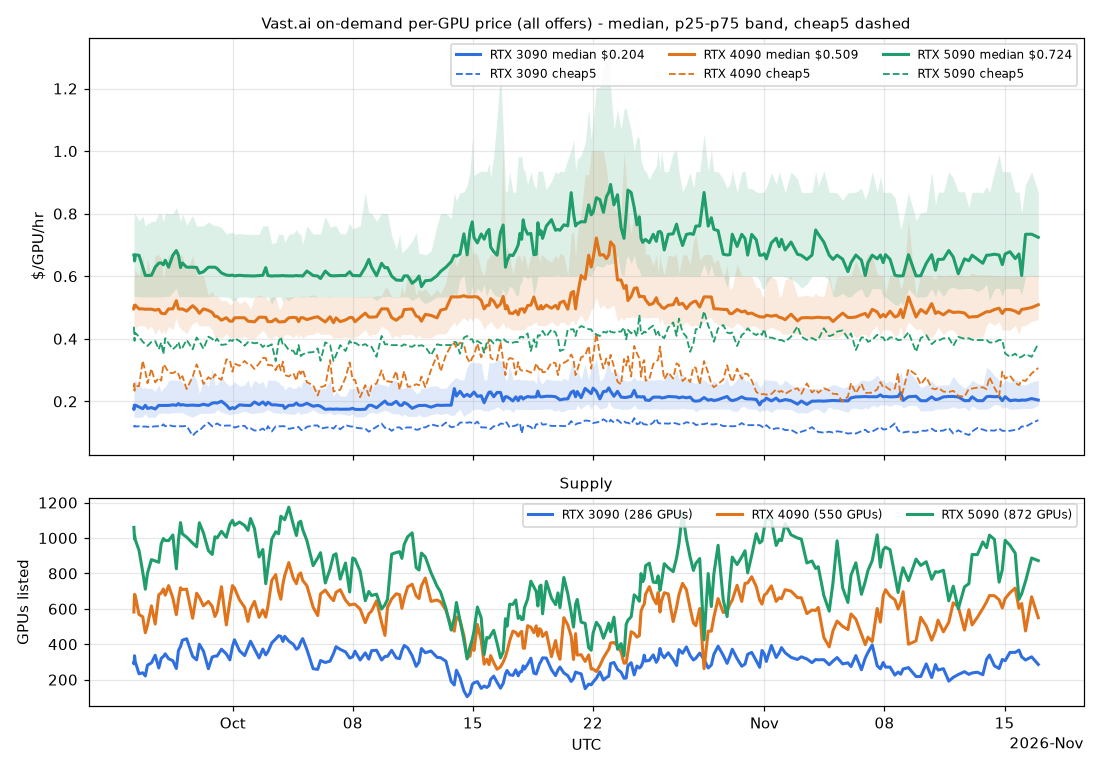 Vast.ai on-demand per-GPU price (all offers) - median, p25-p75 band, cheap5 dashed
RTX 3090 median $0.204 RTX 4090 median $0.509 RTX 5090 median $0.724
RTX 3090 cheap5 RTX 4090 cheap5 RTX 5090 cheap5
$/GPU/hr
1.2
1.0
0.8
0.6
0.4
0.2
Supply
RTX 3090 (286 GPUs) RTX 4090 (550 GPUs) RTX 5090 (872 GPUs)
GPUs listed
1200
1000
800
600
400
200
Oct 08 15 22 Nov 08 15
UTC
2026-Nov